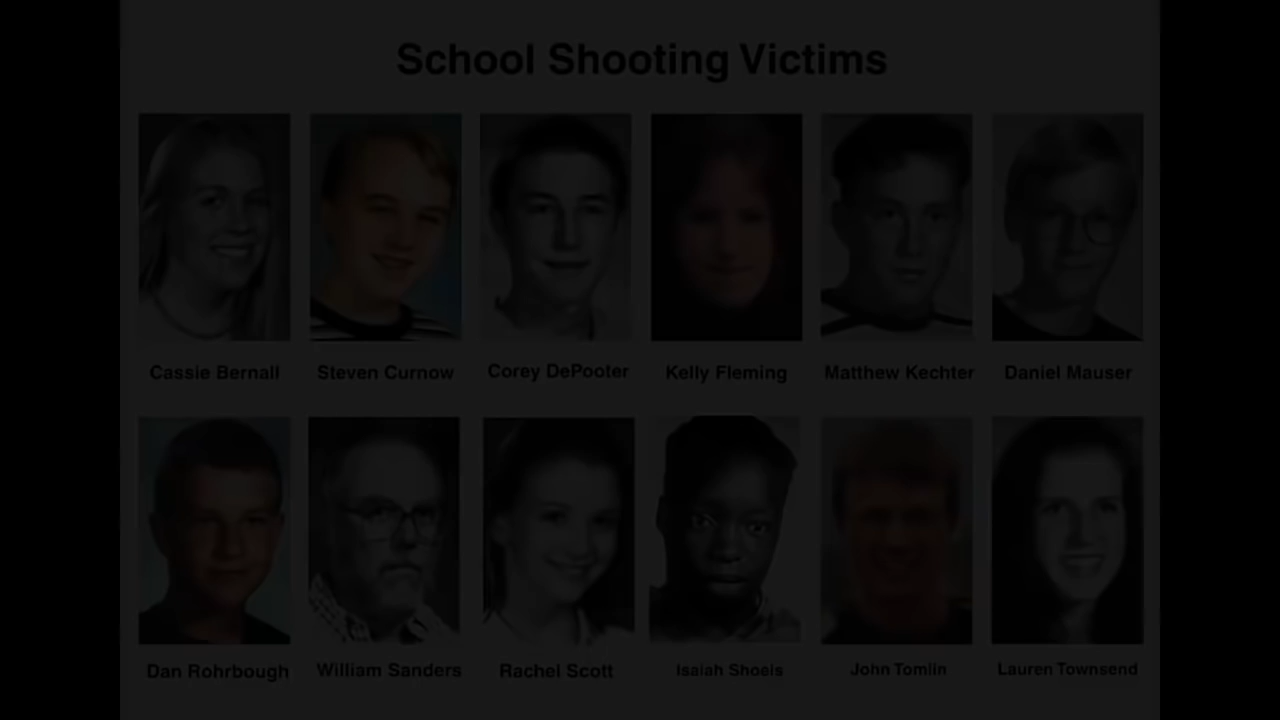 School Shooting Victims
Cassie Bernall Steven Curnow Corey DePooter Kelly Fleming Matthew Kechter Daniel Mauser
Dan Rohrbough William Sanders Rachel Scott Isaiah Shoels John Tomlin Lauren Townsend